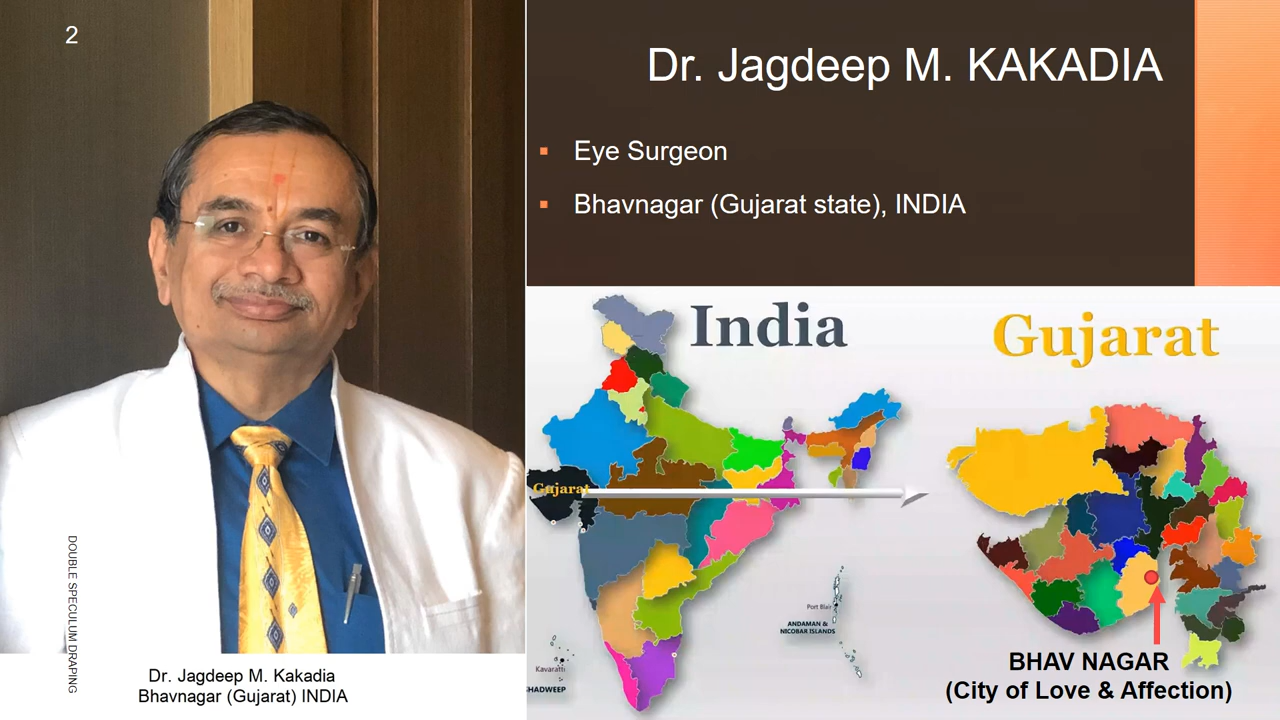 2
Dr. Jagdeep M. KAKADIA
▪ Eye Surgeon
▪ Bhavnagar (Gujarat state), INDIA
India
Gujarat
Gujarat
Port Blair
ANDAMAN &
NICOBAR ISLANDS
Kavaratti
SHADWEEP
BHAV NAGAR
(City of Love & Affection)
DOUBLE SPECULUM DRAPING
Dr. Jagdeep M. Kakadia
Bhavnagar (Gujarat) INDIA